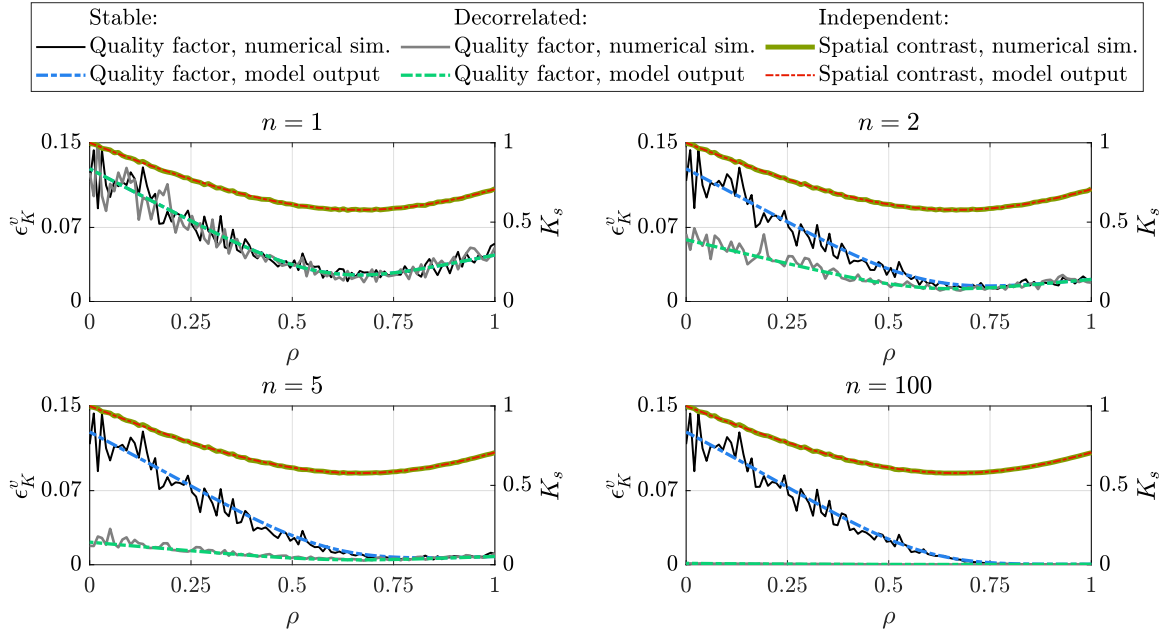 Stable: Decorrelated: Independent:
Quality factor, numerical sim. Quality factor, numerical sim. Spatial contrast, numerical sim.
Quality factor, model output Quality factor, model output Spatial contrast, model output
n = 1
0.15 1
0.07 0.5
0 0
ϵ_K^v K_s
0 0.25 0.5 0.75 1
ρ
n = 2
0.15 1
0.07 0.5
0 0
ϵ_K^v K_s
0 0.25 0.5 0.75 1
ρ
n = 5
0.15 1
0.07 0.5
0 0
ϵ_K^v K_s
0 0.25 0.5 0.75 1
ρ
n = 100
0.15 1
0.07 0.5
0 0
ϵ_K^v K_s
0 0.25 0.5 0.75 1
ρ